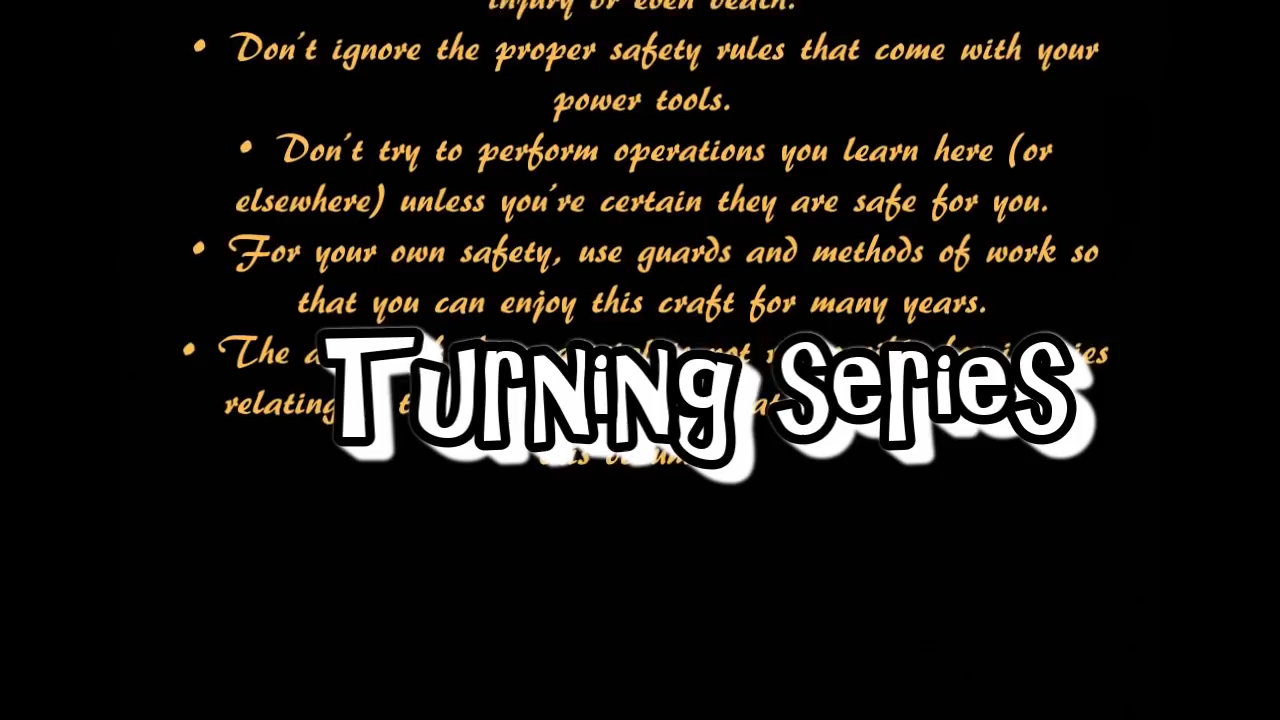 injury or even death.
• Don't ignore the proper safety rules that come with your
power tools.
• Don't try to perform operations you learn here (or
elsewhere) unless you're certain they are safe for you.
• For your own safety, use guards and methods of work so
that you can enjoy this craft for many years.
• The
relating
Turning series